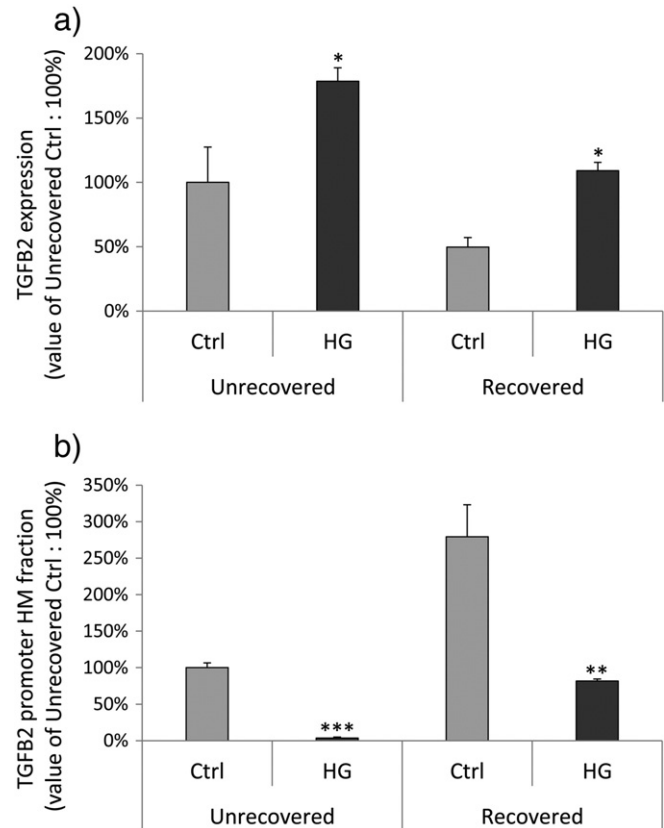 a)
TGFB2 expression
(value of Unrecovered Ctrl : 100%)
200%
150%
100%
50%
0%
*
*
Ctrl HG Ctrl HG
Unrecovered Recovered
b)
TGFB2 promoter HM fraction
(value of Unrecovered Ctrl : 100%)
350%
300%
250%
200%
150%
100%
50%
0%
***
**
Ctrl HG Ctrl HG
Unrecovered Recovered